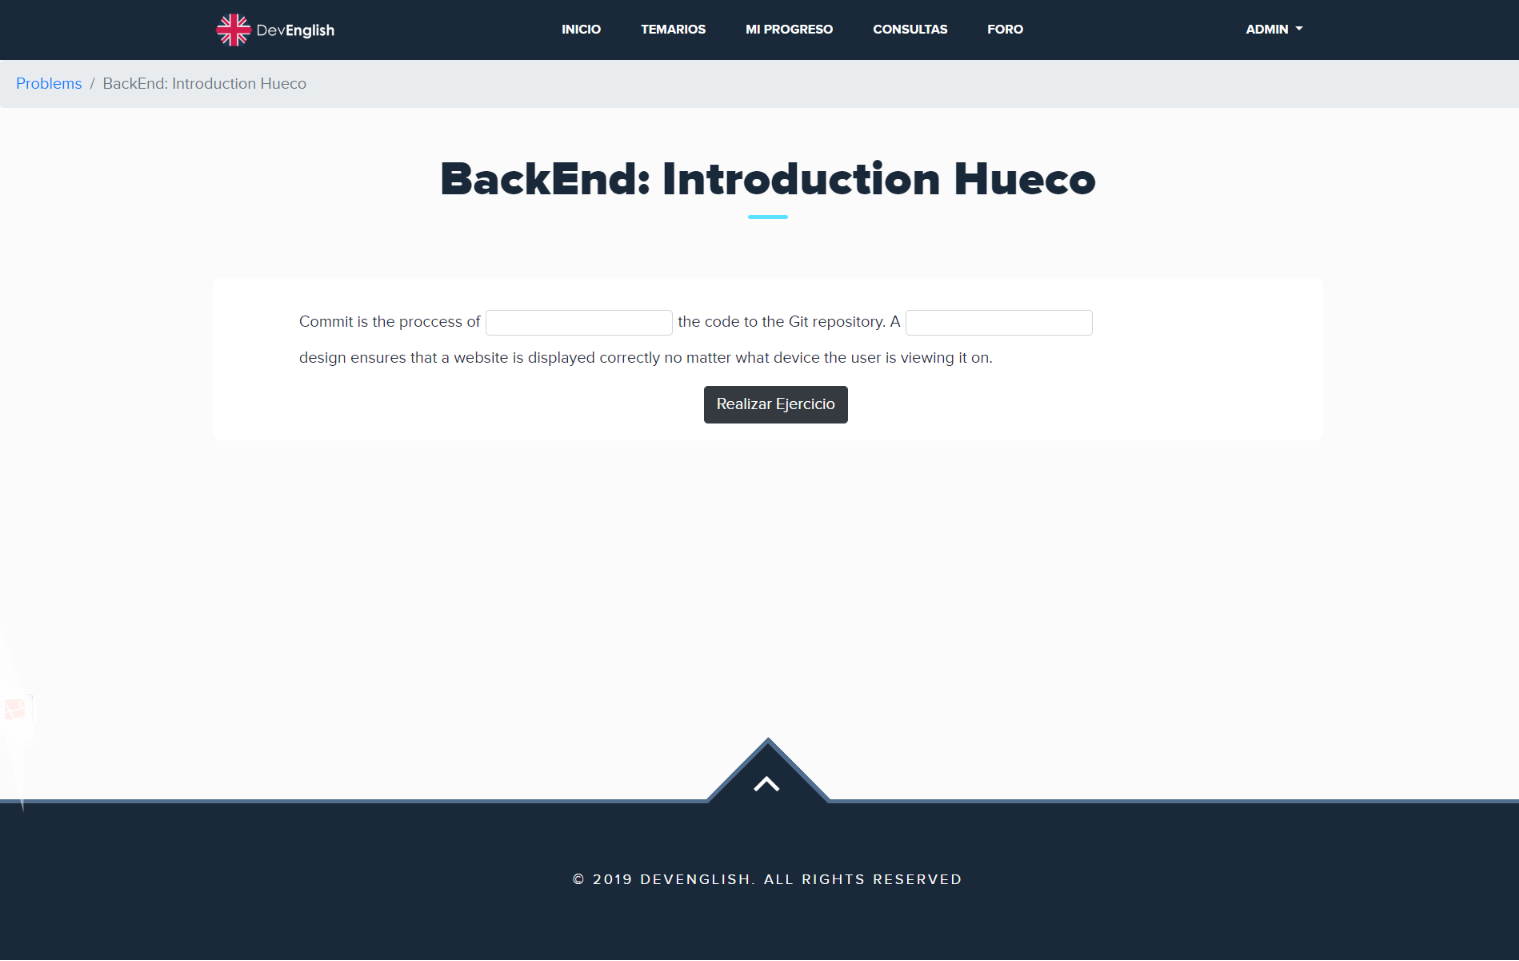 DevEnglish INICIO TEMARIOS MI PROGRESO CONSULTAS FORO ADMIN
Problems / BackEnd: Introduction Hueco
BackEnd: Introduction Hueco
Commit is the proccess of the code to the Git repository. A
design ensures that a website is displayed correctly no matter what device the user is viewing it on.
Realizar Ejercicio
© 2019 DEVENGLISH. ALL RIGHTS RESERVED